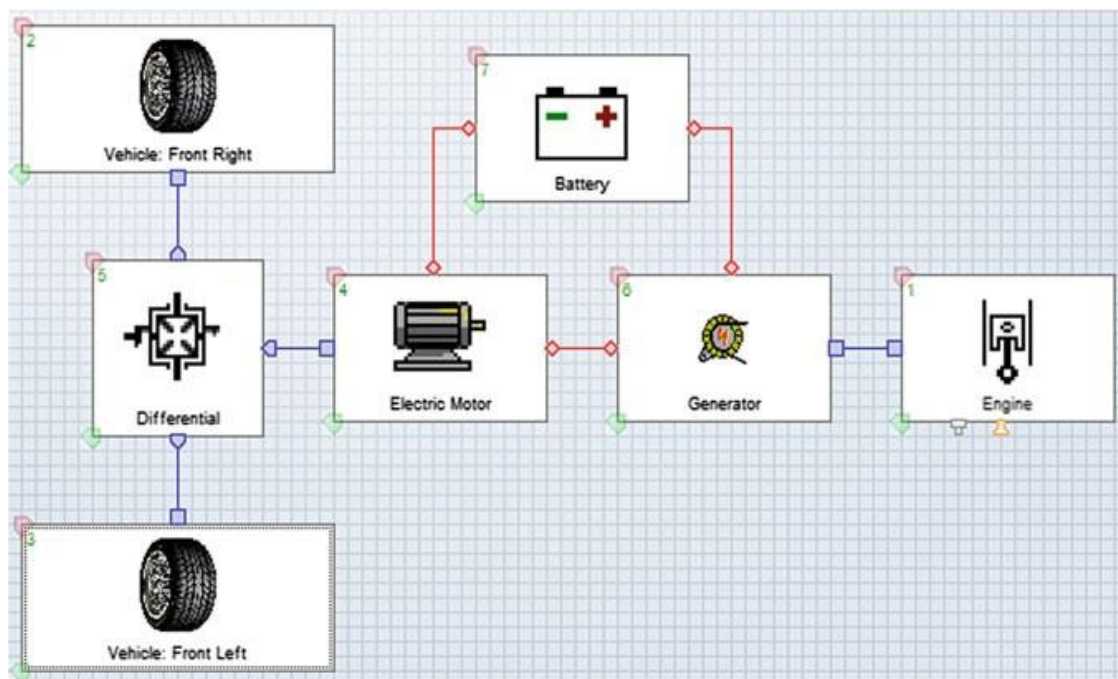 2
Vehicle: Front Right
7
Battery
5
Differential
4
Electric Motor
6
Generator
1
Engine
3
Vehicle: Front Left